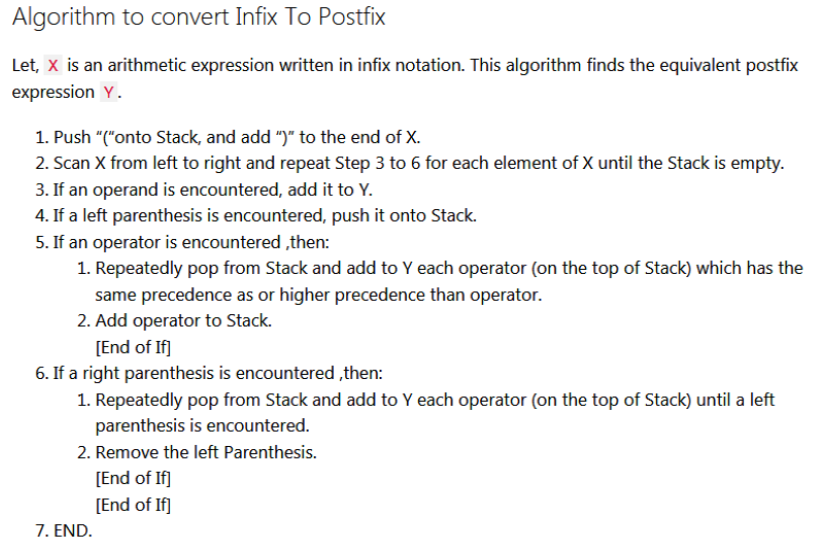 Algorithm to convert Infix To Postfix
Let, X is an arithmetic expression written in infix notation. This algorithm finds the equivalent postfix
expression Y.
1. Push "("onto Stack, and add ")" to the end of X.
2. Scan X from left to right and repeat Step 3 to 6 for each element of X until the Stack is empty.
3. If an operand is encountered, add it to Y.
4. If a left parenthesis is encountered, push it onto Stack.
5. If an operator is encountered ,then:
1. Repeatedly pop from Stack and add to Y each operator (on the top of Stack) which has the
same precedence as or higher precedence than operator.
2. Add operator to Stack.
[End of If]
6. If a right parenthesis is encountered ,then:
1. Repeatedly pop from Stack and add to Y each operator (on the top of Stack) until a left
parenthesis is encountered.
2. Remove the left Parenthesis.
[End of If]
[End of If]
7. END.